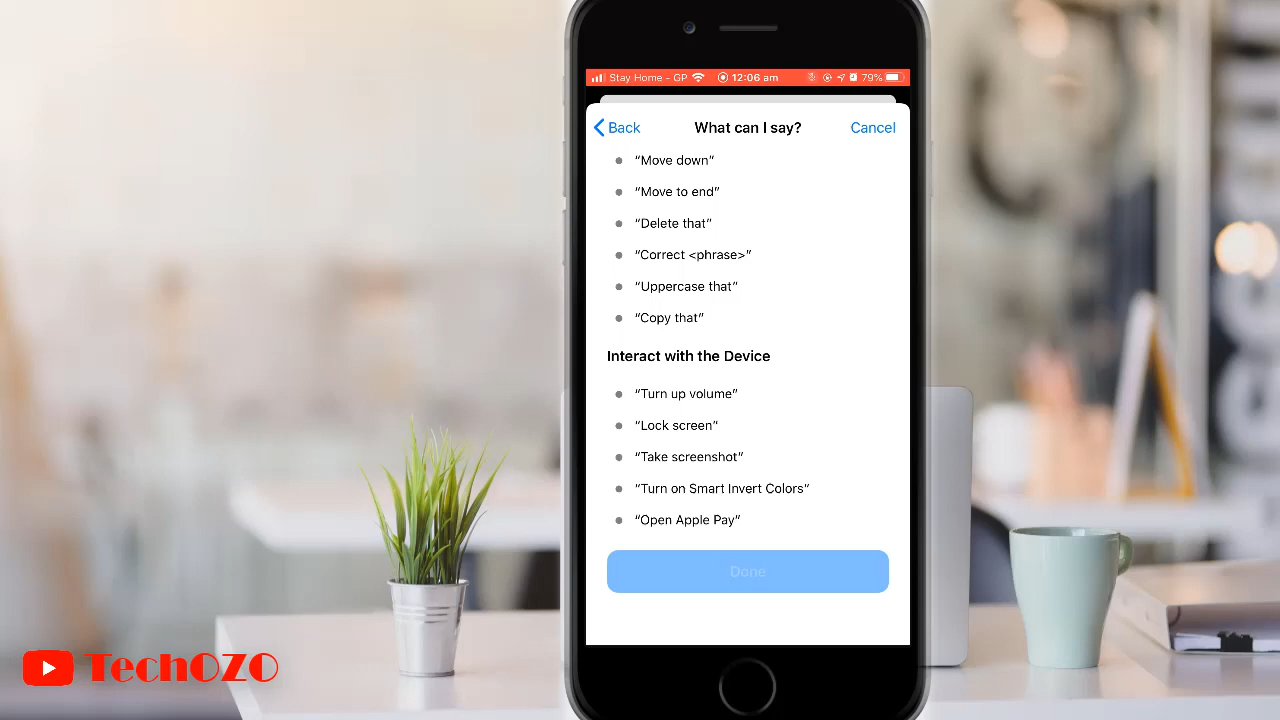 Stay Home - GP 12:06 am 79%
Back What can I say? Cancel
“Move down”
“Move to end”
“Delete that”
“Correct <phrase>”
“Uppercase that”
“Copy that”
Interact with the Device
“Turn up volume”
“Lock screen”
“Take screenshot”
“Turn on Smart Invert Colors”
“Open Apple Pay”
Done
TechOZO